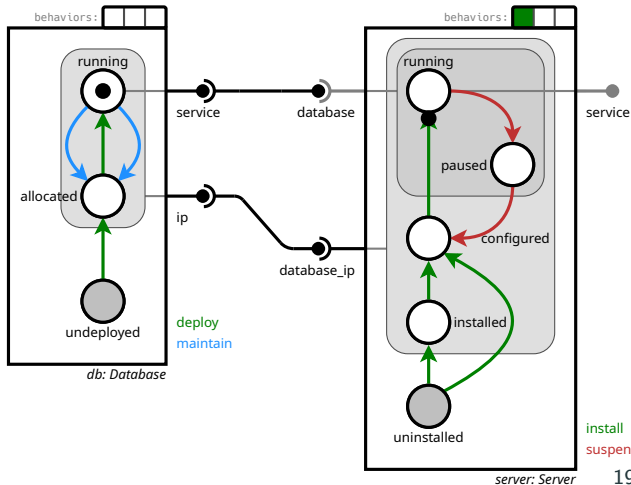 behaviors:
running
allocated
undeployed
service
ip
deploy
maintain
db: Database
database
database_ip
behaviors:
running
paused
configured
installed
uninstalled
service
install
suspen
server: Server
19